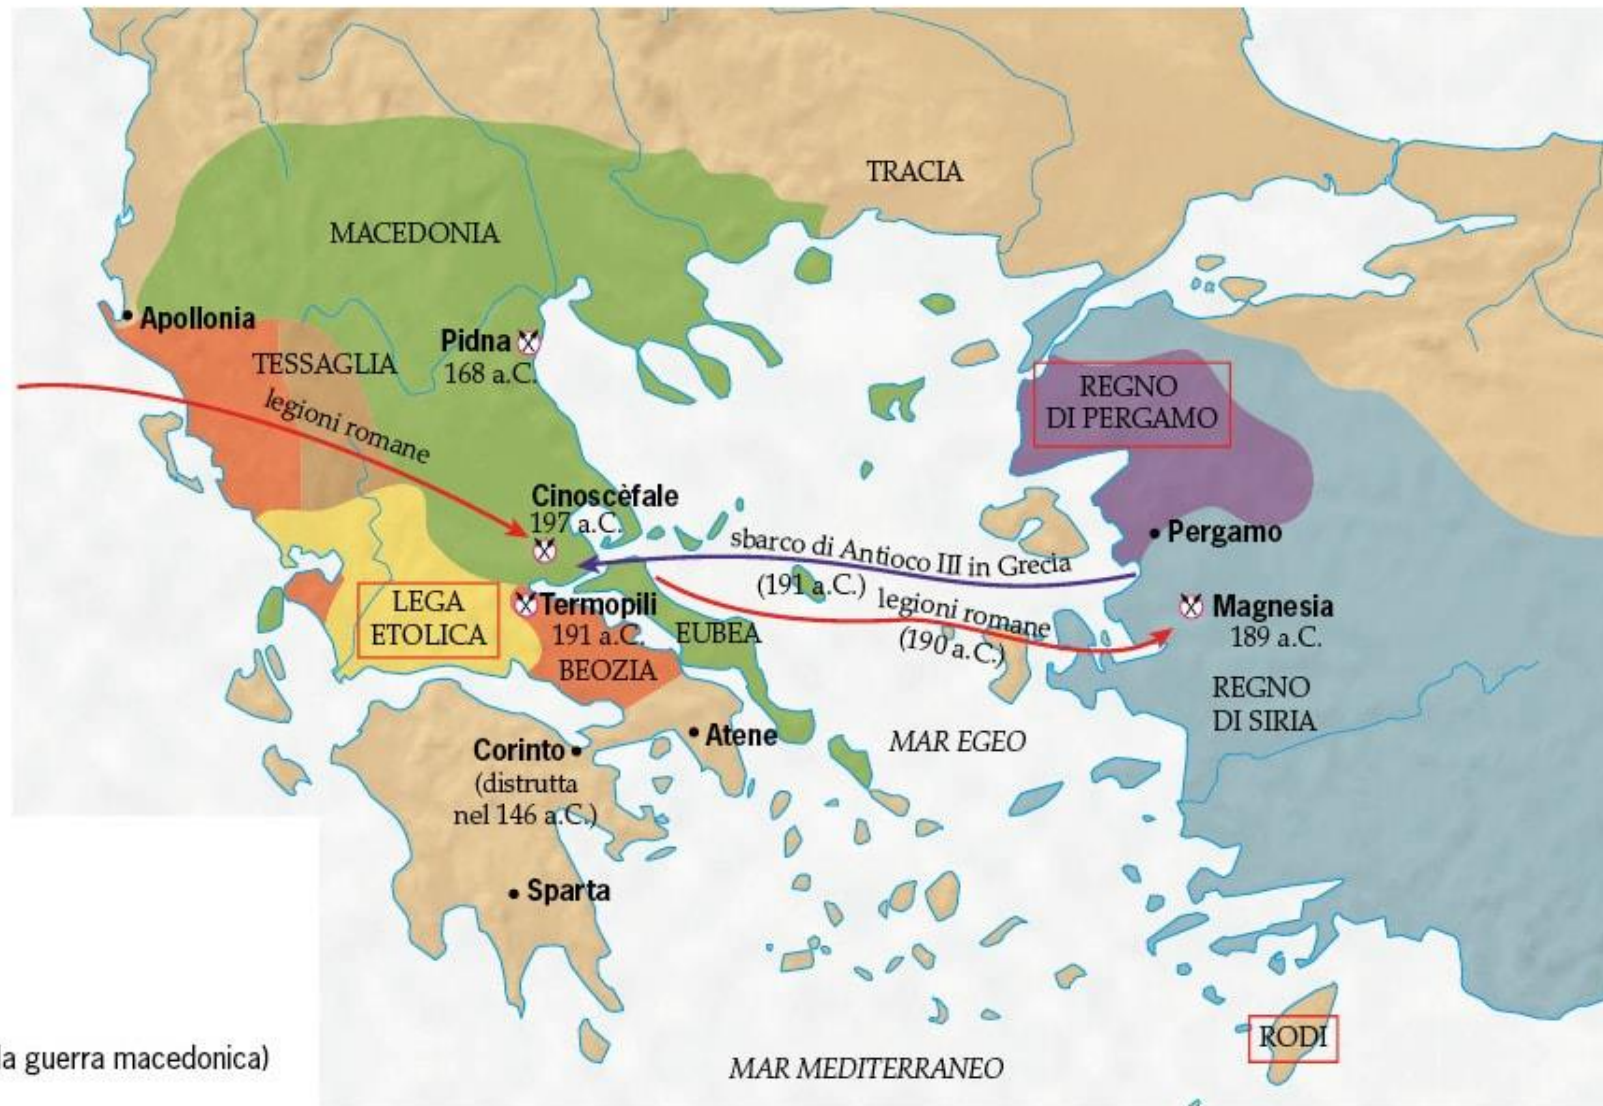 TRACIA
MACEDONIA
Apollonia
Pidna
168 a.C.
TESSAGLIA
legioni romane
REGNO
DI PERGAMO
Cinoscèfale
197 a.C.
Pergamo
sbarco di Antioco III in Grecia
(191 a.C.)
legioni romane
(190 a.C.)
LEGA
ETOLICA
Termopili
191 a.C.
BEOZIA
EUBEA
Magnesia
189 a.C.
REGNO
DI SIRIA
Corinto
(distrutta
nel 146 a.C.)
Atene
MAR EGEO
Sparta
RODI
la guerra macedonica)
MAR MEDITERRANEO